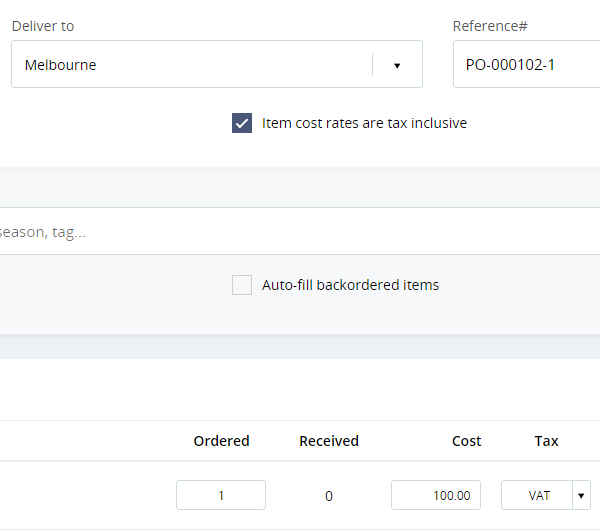 Deliver to
Reference#
Melbourne
PO-000102-1
Item cost rates are tax inclusive
season, tag...
Auto-fill backordered items
Ordered Received Cost Tax
1 0 100.00 VAT